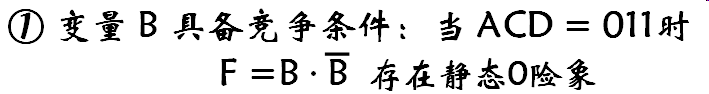 ① 变量 B 具备竞争条件：当 ACD = 011时
F =B · B̅ 存在静态0险象